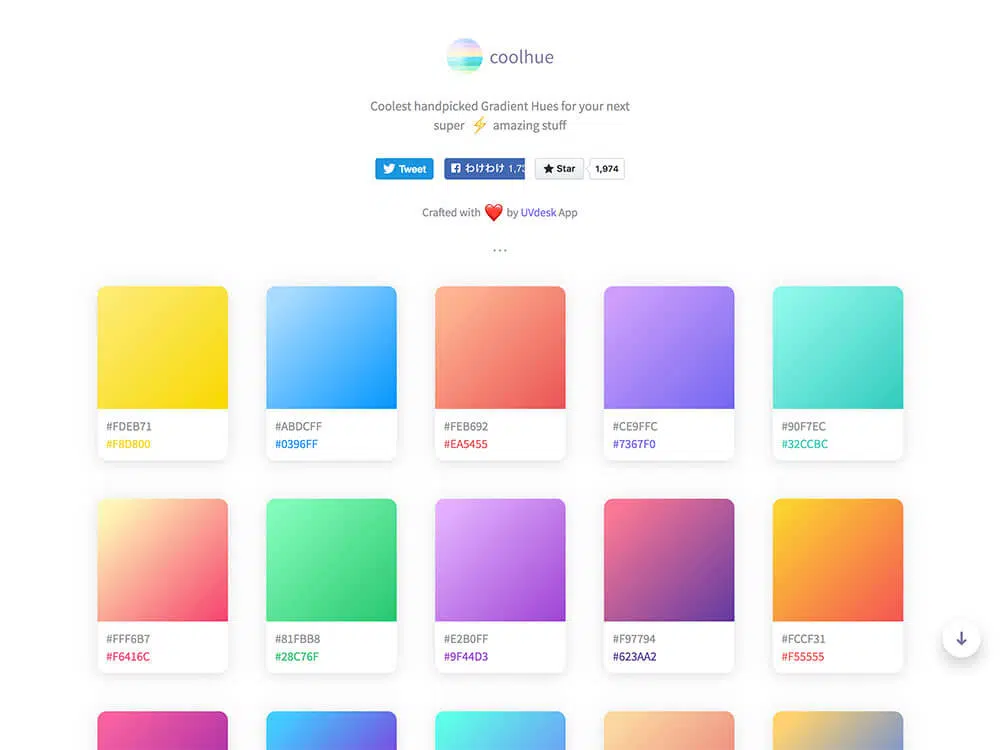 coolhue
Coolest handpicked Gradient Hues for your next
super ⚡ amazing stuff
Tweet
わけわけ 1,73
Star
1,974
Crafted with ❤️ by UVdesk App
...
#FDEB71
#F8D800
#ABDCFF
#0396FF
#FEB692
#EA5455
#CE9FFC
#7367F0
#90F7EC
#32CCBC
#FFF6B7
#F6416C
#81FBB8
#28C76F
#E2B0FF
#9F44D3
#F97794
#623AA2
#FCCF31
#F55555